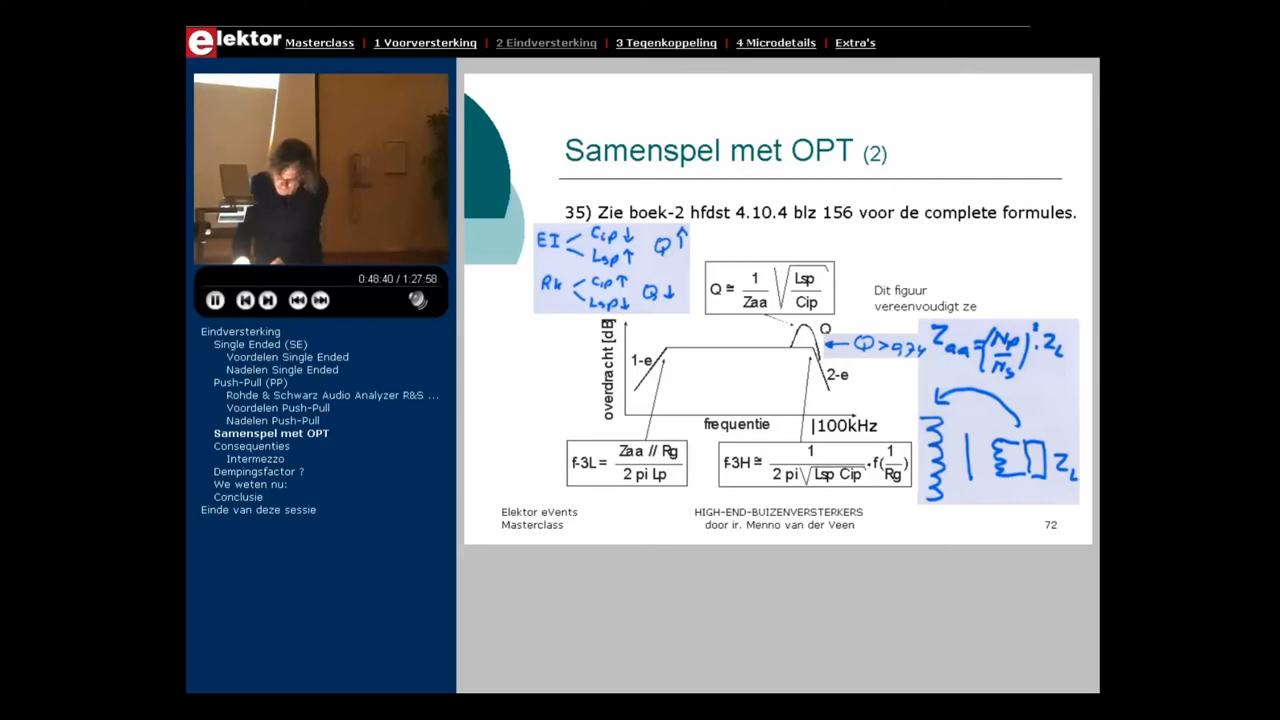 elektor
Masterclass | 1 Voorversterking | 2 Eindversterking | 3 Tegenkoppeling | 4 Microdetails | Extra's
0:48:40 / 1:27:58
Eindversterking
Single Ended (SE)
Voordelen Single Ended
Nadelen Single Ended
Push-Pull (PP)
Rohde & Schwarz Audio Analyzer R&S ...
Voordelen Push-Pull
Nadelen Push-Pull
Samenspel met OPT
Consequenties
Intermezzo
Dempingsfactor ?
We weten nu:
Conclusie
Einde van deze sessie
Samenspel met OPT (2)
35) Zie boek-2 hfdst 4.10.4 blz 156 voor de complete formules.
EI < Cip ↓ Lsp ↑ Q ↑
Rk < Cip ↑ Lsp ↓ Q ↓
Q ≅ 1/Zaa √(Lsp/Cip)
Dit figuur
vereenvoudigt ze
Q
← Q > 0,74
Zaa = (Np/Ns)² · ZL
overdracht [dB]
1-e
2-e
frequentie
|100kHz
f-3L = Zaa // Rg / 2 pi Lp
f-3H ≅ 1 / 2 pi √(Lsp Cip) • f(1/Rg)
ZL
Elektor eVents
Masterclass
HIGH-END-BUIZENVERSTERKERS
door ir. Menno van der Veen
72